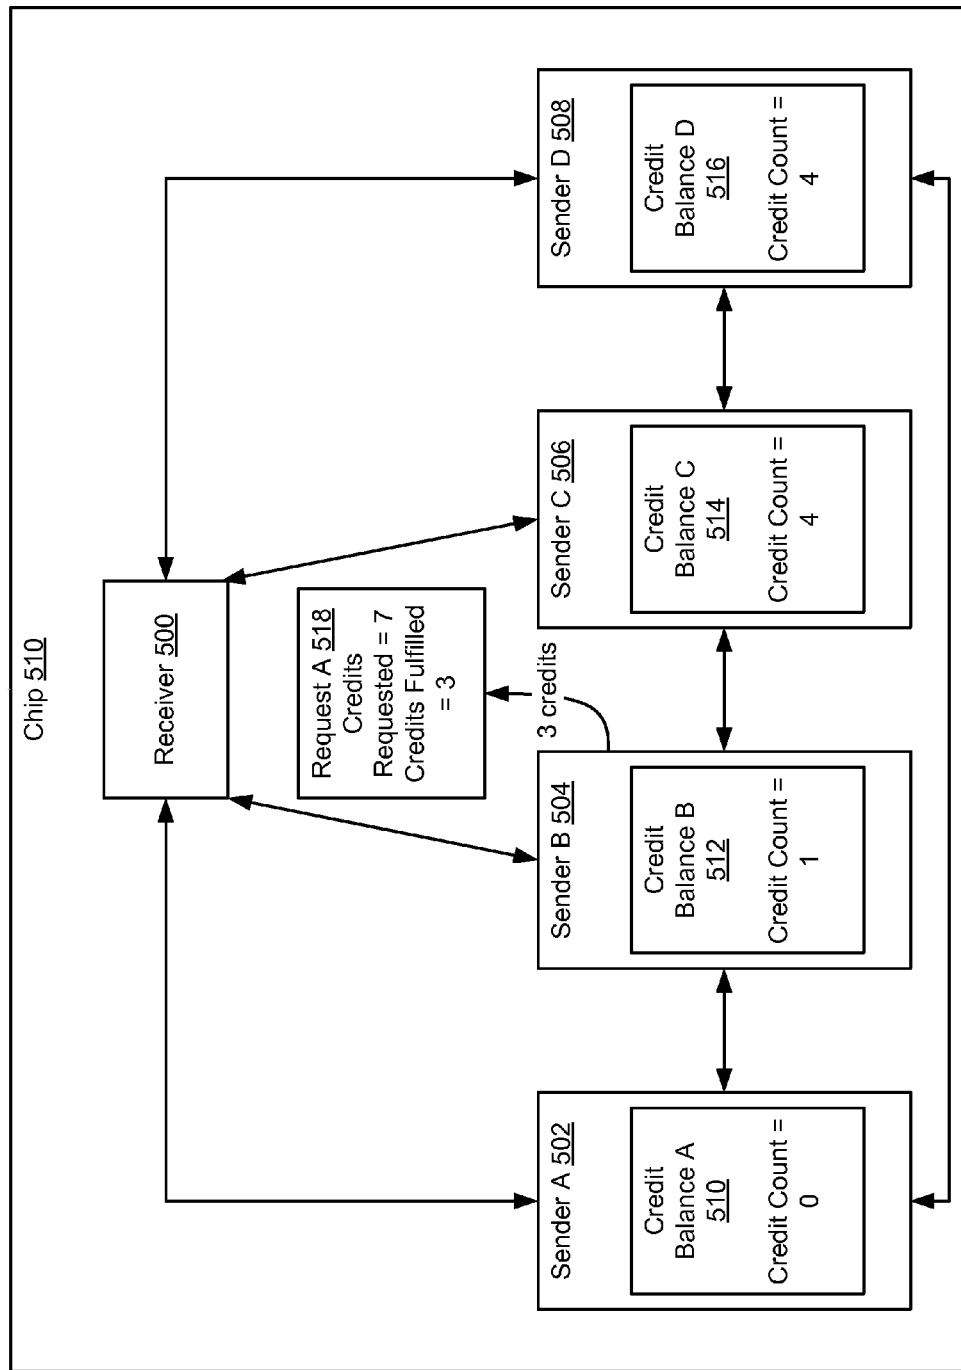 Chip 510
Receiver 500
Request A 518
Credits
Requested = 7
Credits Fulfilled
= 3
3 credits
Sender A 502
Credit
Balance A
510
Credit Count =
0
Sender B 504
Credit
Balance B
512
Credit Count =
1
Sender C 506
Credit
Balance C
514
Credit Count =
4
Sender D 508
Credit
Balance D
516
Credit Count =
4